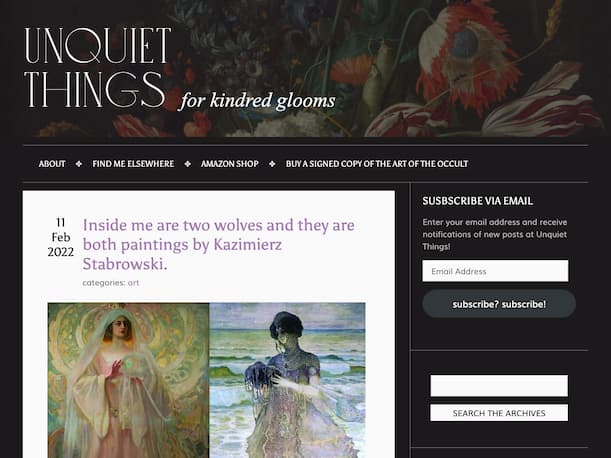 UNQUIET
THINGS for kindred glooms
ABOUT ✤ FIND ME ELSEWHERE ✤ AMAZON SHOP ✤ BUY A SIGNED COPY OF THE ART OF THE OCCULT
11
Feb
2022
Inside me are two wolves and they are
both paintings by Kazimierz
Stabrowski.
categories: art
SUSBSCRIBE VIA EMAIL
Enter your email address and receive
notifications of new posts at Unquiet
Things!
Email Address
subscribe? subscribe!
SEARCH THE ARCHIVES